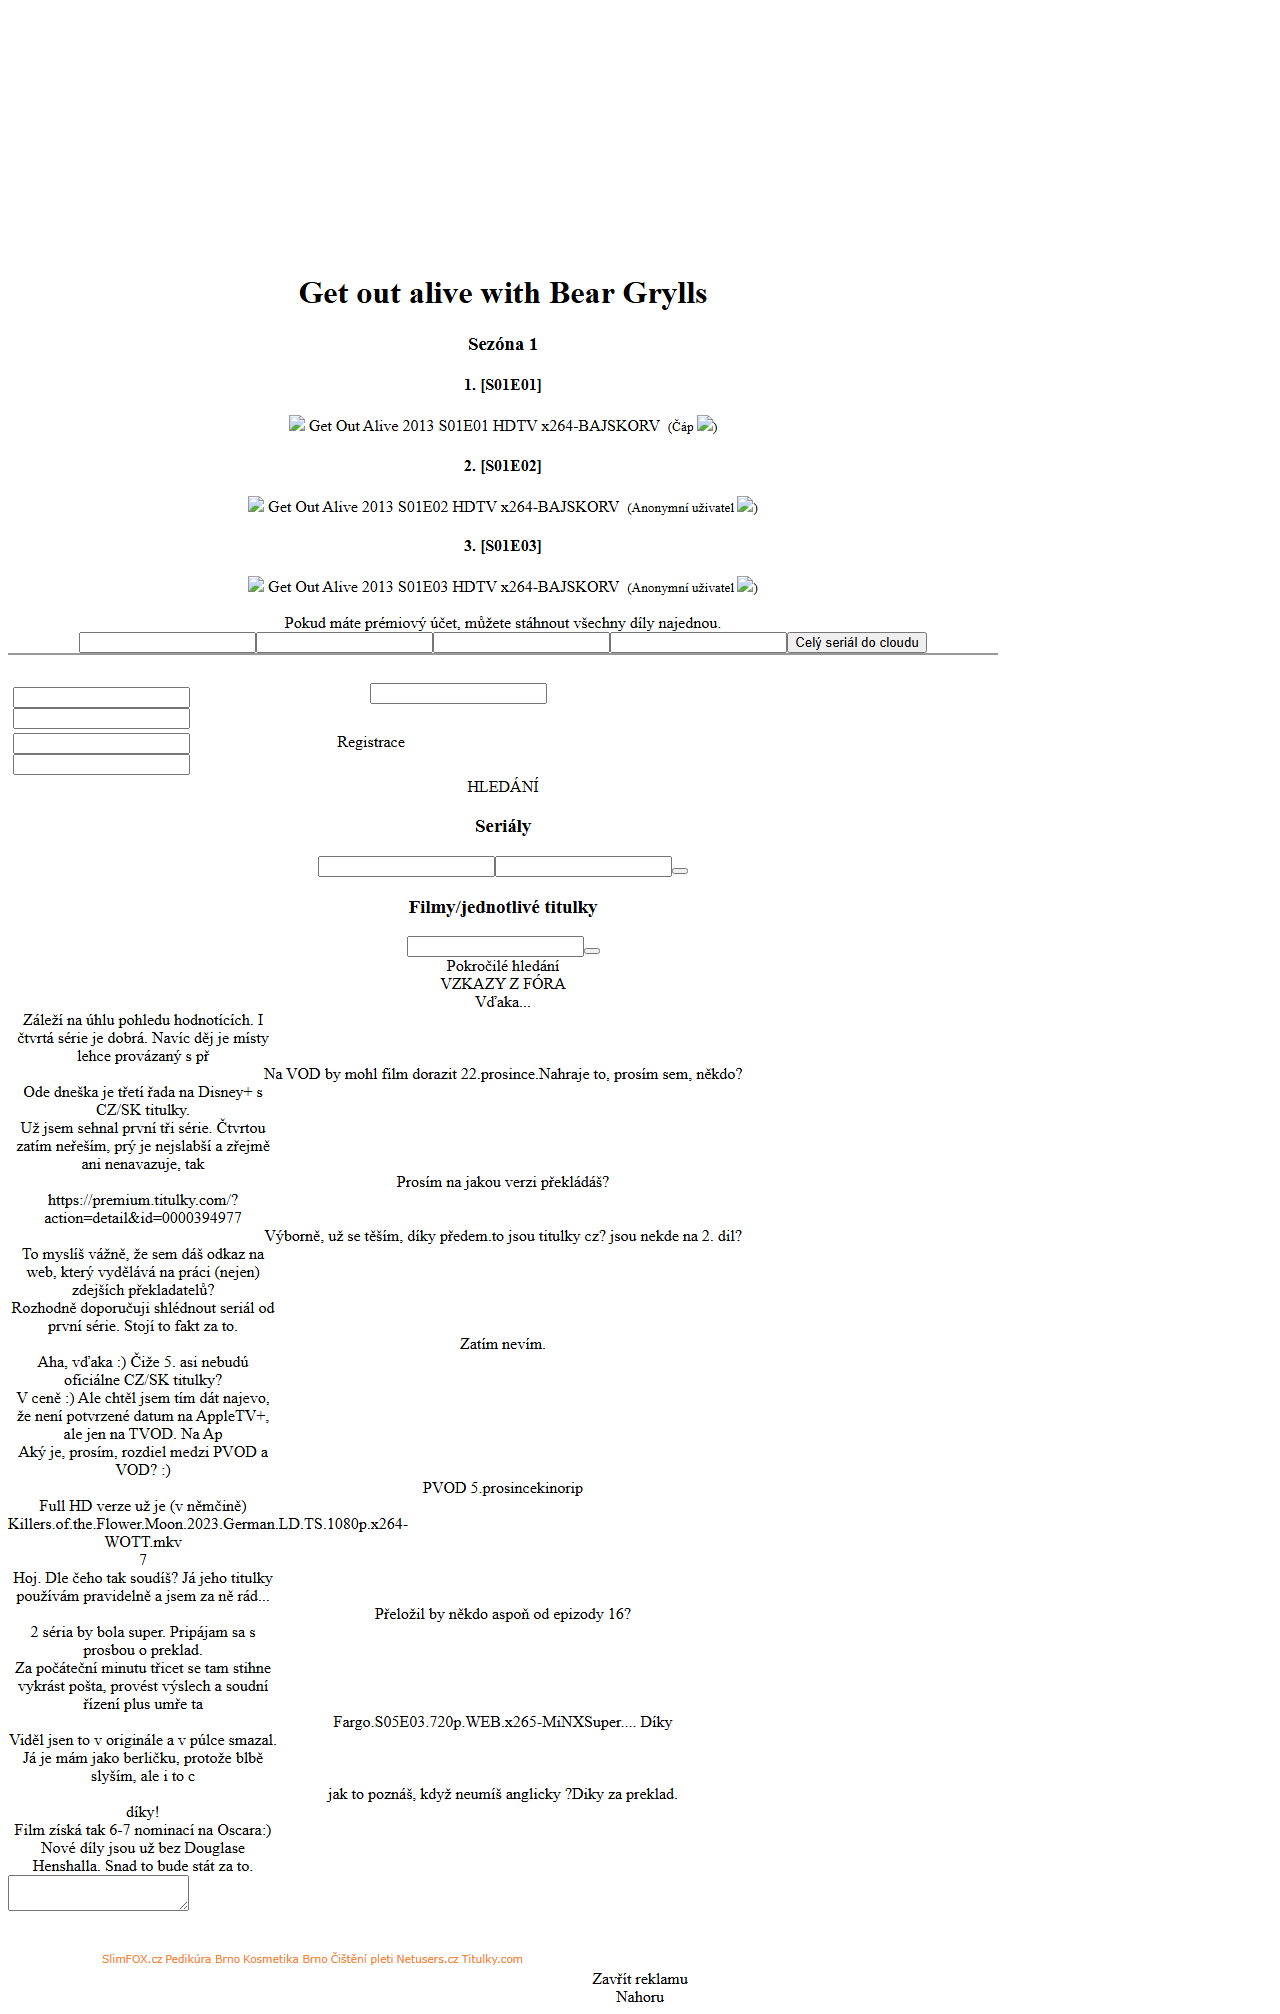 Get out alive with Bear Grylls
Sezóna 1
1. [S01E01]
Get Out Alive 2013 S01E01 HDTV x264-BAJSKORV (Čáp )
2. [S01E02]
Get Out Alive 2013 S01E02 HDTV x264-BAJSKORV (Anonymní uživatel )
3. [S01E03]
Get Out Alive 2013 S01E03 HDTV x264-BAJSKORV (Anonymní uživatel )
Pokud máte prémiový účet, můžete stáhnout všechny díly najednou.
Celý seriál do cloudu
Registrace
HLEDÁNÍ
Seriály
Filmy/jednotlivé titulky
Pokročilé hledání
VZKAZY Z FÓRA
Vďaka...
Záleží na úhlu pohledu hodnotících. I
čtvrtá série je dobrá. Navíc děj je místy
lehce provázaný s př
Na VOD by mohl film dorazit 22.prosince.Nahraje to, prosím sem, někdo?
Ode dneška je třetí řada na Disney+ s
CZ/SK titulky.
Už jsem sehnal první tři série. Čtvrtou
zatím neřeším, prý je nejslabší a zřejmě
ani nenavazuje, tak
Prosím na jakou verzi překládáš?
https://premium.titulky.com/?
action=detail&id=0000394977
Výborně, už se těším, díky předem.to jsou titulky cz? jsou nekde na 2. dil?
To myslíš vážně, že sem dáš odkaz na
web, který vydělává na práci (nejen)
zdejších překladatelů?
Rozhodně doporučuji shlédnout seriál od
první série. Stojí to fakt za to.
Zatím nevím.
Aha, vďaka :) Čiže 5. asi nebudú
oficiálne CZ/SK titulky?
V ceně :) Ale chtěl jsem tím dát najevo,
že není potvrzené datum na AppleTV+,
ale jen na TVOD. Na Ap
Aký je, prosím, rozdiel medzi PVOD a
VOD? :)
PVOD 5.prosincekinorip
Full HD verze už je (v němčině)
Killers.of.the.Flower.Moon.2023.German.LD.TS.1080p.x264-
WOTT.mkv
7
Hoj. Dle čeho tak soudíš? Já jeho titulky
používám pravidelně a jsem za ně rád...
Přeložil by někdo aspoň od epizody 16?
2 séria by bola super. Pripájam sa s
prosbou o preklad.
Za počáteční minutu třicet se tam stihne
vykrást pošta, provést výslech a soudní
řízení plus umře ta
Fargo.S05E03.720p.WEB.x265-MiNXSuper.... Díky
Viděl jsen to v originále a v púlce smazal.
Já je mám jako berličku, protože blbě
slyším, ale i to c
jak to poznáš, když neumíš anglicky ?Diky za preklad.
díky!
Film získá tak 6-7 nominací na Oscara:)
Nové díly jsou už bez Douglase
Henshalla. Snad to bude stát za to.
SlimFOX.cz Pedikúra Brno Kosmetika Brno Čištění pleti Netusers.cz Titulky.com
Zavřít reklamu
Nahoru